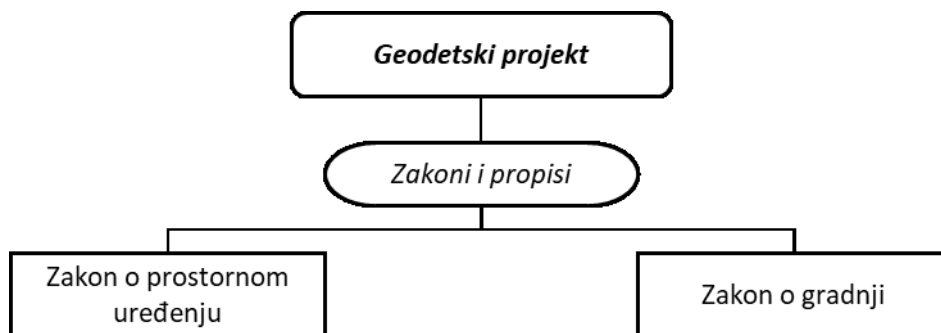 Geodetski projekt
Zakoni i propisi
Zakon o prostornom
uređenju
Zakon o gradnji